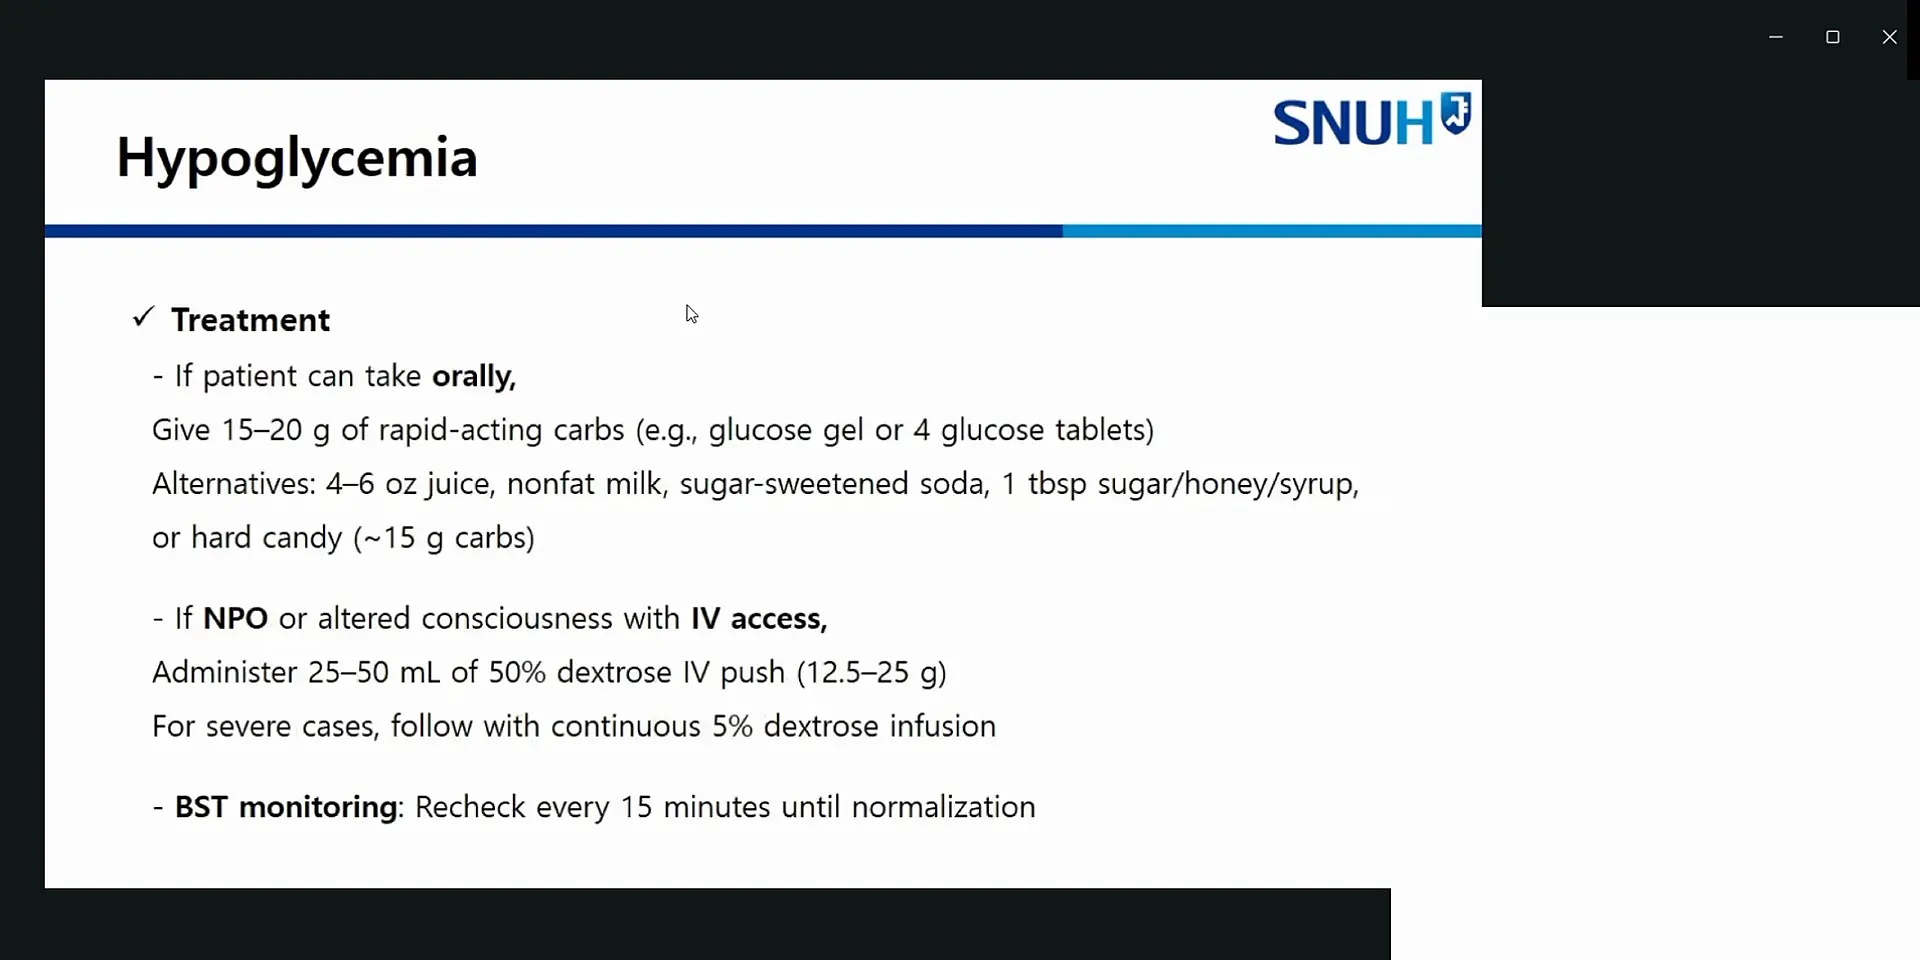 SNUH
Hypoglycemia
✓ Treatment
- If patient can take orally,
Give 15–20 g of rapid-acting carbs (e.g., glucose gel or 4 glucose tablets)
Alternatives: 4–6 oz juice, nonfat milk, sugar-sweetened soda, 1 tbsp sugar/honey/syrup,
or hard candy (~15 g carbs)
- If NPO or altered consciousness with IV access,
Administer 25–50 mL of 50% dextrose IV push (12.5–25 g)
For severe cases, follow with continuous 5% dextrose infusion
- BST monitoring: Recheck every 15 minutes until normalization